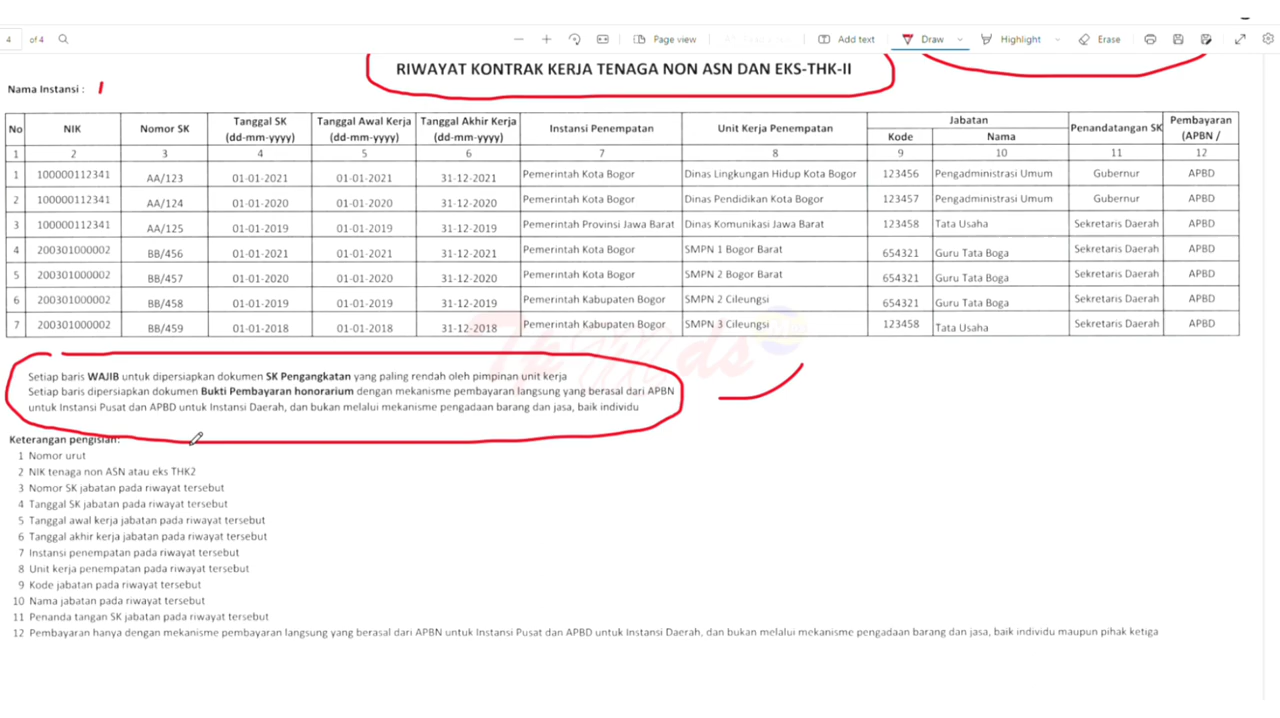 4 of 4 Page view Add text Draw Highlight Erase
RIWAYAT KONTRAK KERJA TENAGA NON ASN DAN EKS-THK-II
Nama Instansi :
No NIK Nomor SK Tanggal SK (dd-mm-yyyy) Tanggal Awal Kerja (dd-mm-yyyy) Tanggal Akhir Kerja (dd-mm-yyyy) Instansi Penempatan Unit Kerja Penempatan Jabatan Kode Nama Penandatangan SK Pembayaran (APBN /
1 2 3 4 5 6 7 8 9 10 11 12
1 100000112341 AA/123 01-01-2021 01-01-2021 31-12-2021 Pemerintah Kota Bogor Dinas Lingkungan Hidup Kota Bogor 123456 Pengadministrasi Umum Gubernur APBD
2 100000112341 AA/124 01-01-2020 01-01-2020 31-12-2020 Pemerintah Kota Bogor Dinas Pendidikan Kota Bogor 123457 Pengadministrasi Umum Gubernur APBD
3 100000112341 AA/125 01-01-2019 01-01-2019 31-12-2019 Pemerintah Provinsi Jawa Barat Dinas Komunikasi Jawa Barat 123458 Tata Usaha Sekretaris Daerah APBD
4 200301000002 BB/456 01-01-2021 01-01-2021 31-12-2021 Pemerintah Kota Bogor SMPN 1 Bogor Barat 654321 Guru Tata Boga Sekretaris Daerah APBD
5 200301000002 BB/457 01-01-2020 01-01-2020 31-12-2020 Pemerintah Kota Bogor SMPN 2 Bogor Barat 654321 Guru Tata Boga Sekretaris Daerah APBD
6 200301000002 BB/458 01-01-2019 01-01-2019 31-12-2019 Pemerintah Kabupaten Bogor SMPN 2 Cileungsi 654321 Guru Tata Boga Sekretaris Daerah APBD
7 200301000002 BB/459 01-01-2018 01-01-2018 31-12-2018 Pemerintah Kabupaten Bogor SMPN 3 Cileungsi 123458 Tata Usaha Sekretaris Daerah APBD
Setiap baris WAJIB untuk dipersiapkan dokumen SK Pengangkatan yang paling rendah oleh pimpinan unit kerja
Setiap baris dipersiapkan dokumen Bukti Pembayaran honorarium dengan mekanisme pembayaran langsung yang berasal dari APBN
untuk Instansi Pusat dan APBD untuk Instansi Daerah, dan bukan melalui mekanisme pengadaan barang dan jasa, baik individu
Keterangan pengisian:
1 Nomor urut
2 NIK tenaga non ASN atau eks THK2
3 Nomor SK jabatan pada riwayat tersebut
4 Tanggal SK jabatan pada riwayat tersebut
5 Tanggal awal kerja jabatan pada riwayat tersebut
6 Tanggal akhir kerja jabatan pada riwayat tersebut
7 Instansi penempatan pada riwayat tersebut
8 Unit kerja penempatan pada riwayat tersebut
9 Kode jabatan pada riwayat tersebut
10 Nama jabatan pada riwayat tersebut
11 Penanda tangan SK jabatan pada riwayat tersebut
12 Pembayaran hanya dengan mekanisme pembayaran langsung yang berasal dari APBN untuk Instansi Pusat dan APBD untuk Instansi Daerah, dan bukan melalui mekanisme pengadaan barang dan jasa, baik individu maupun pihak ketiga